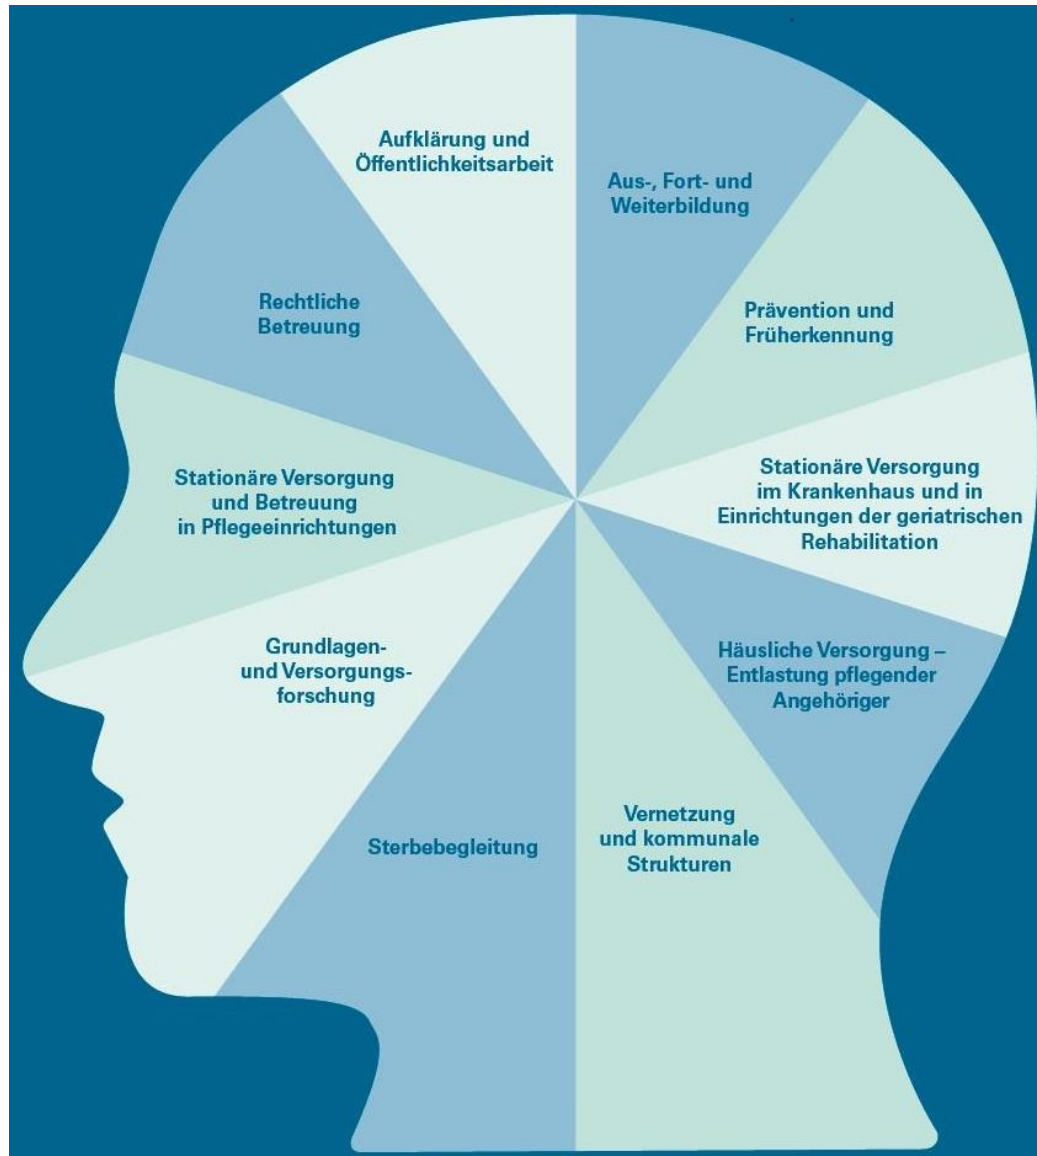 Aufklärung und
Öffentlichkeitsarbeit
Aus-, Fort- und
Weiterbildung
Rechtliche
Betreuung
Prävention und
Früherkennung
Stationäre Versorgung
und Betreuung
in Pflegeeinrichtungen
Stationäre Versorgung
im Krankenhaus und in
Einrichtungen der geriatrischen
Rehabilitation
Grundlagen-
und Versorgungs-
forschung
Häusliche Versorgung –
Entlastung pflegender
Angehöriger
Sterbebegleitung
Vernetzung
und kommunale
Strukturen